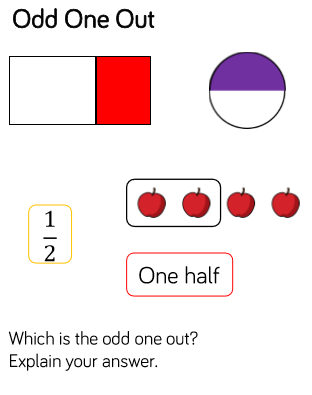 Odd One Out
1
2
One half
Which is the odd one out?
Explain your answer.